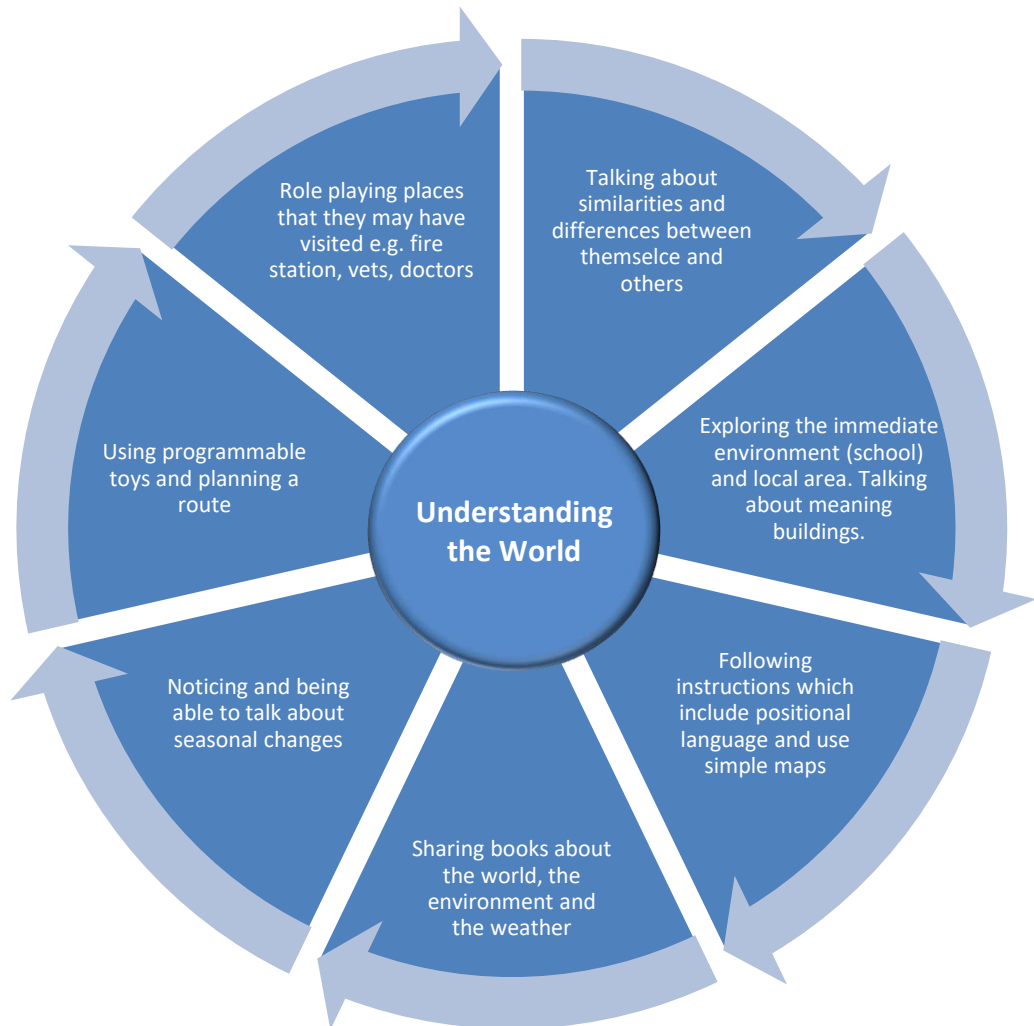 Understanding
the World
Talking about
similarities and
differences between
themselce and
others
Exploring the immediate
environment (school)
and local area. Talking
about meaning
buildings.
Following
instructions which
include positional
language and use
simple maps
Sharing books about
the world, the
environment and
the weather
Noticing and being
able to talk about
seasonal changes
Using programmable
toys and planning a
route
Role playing places
that they may have
visited e.g. fire
station, vets, doctors